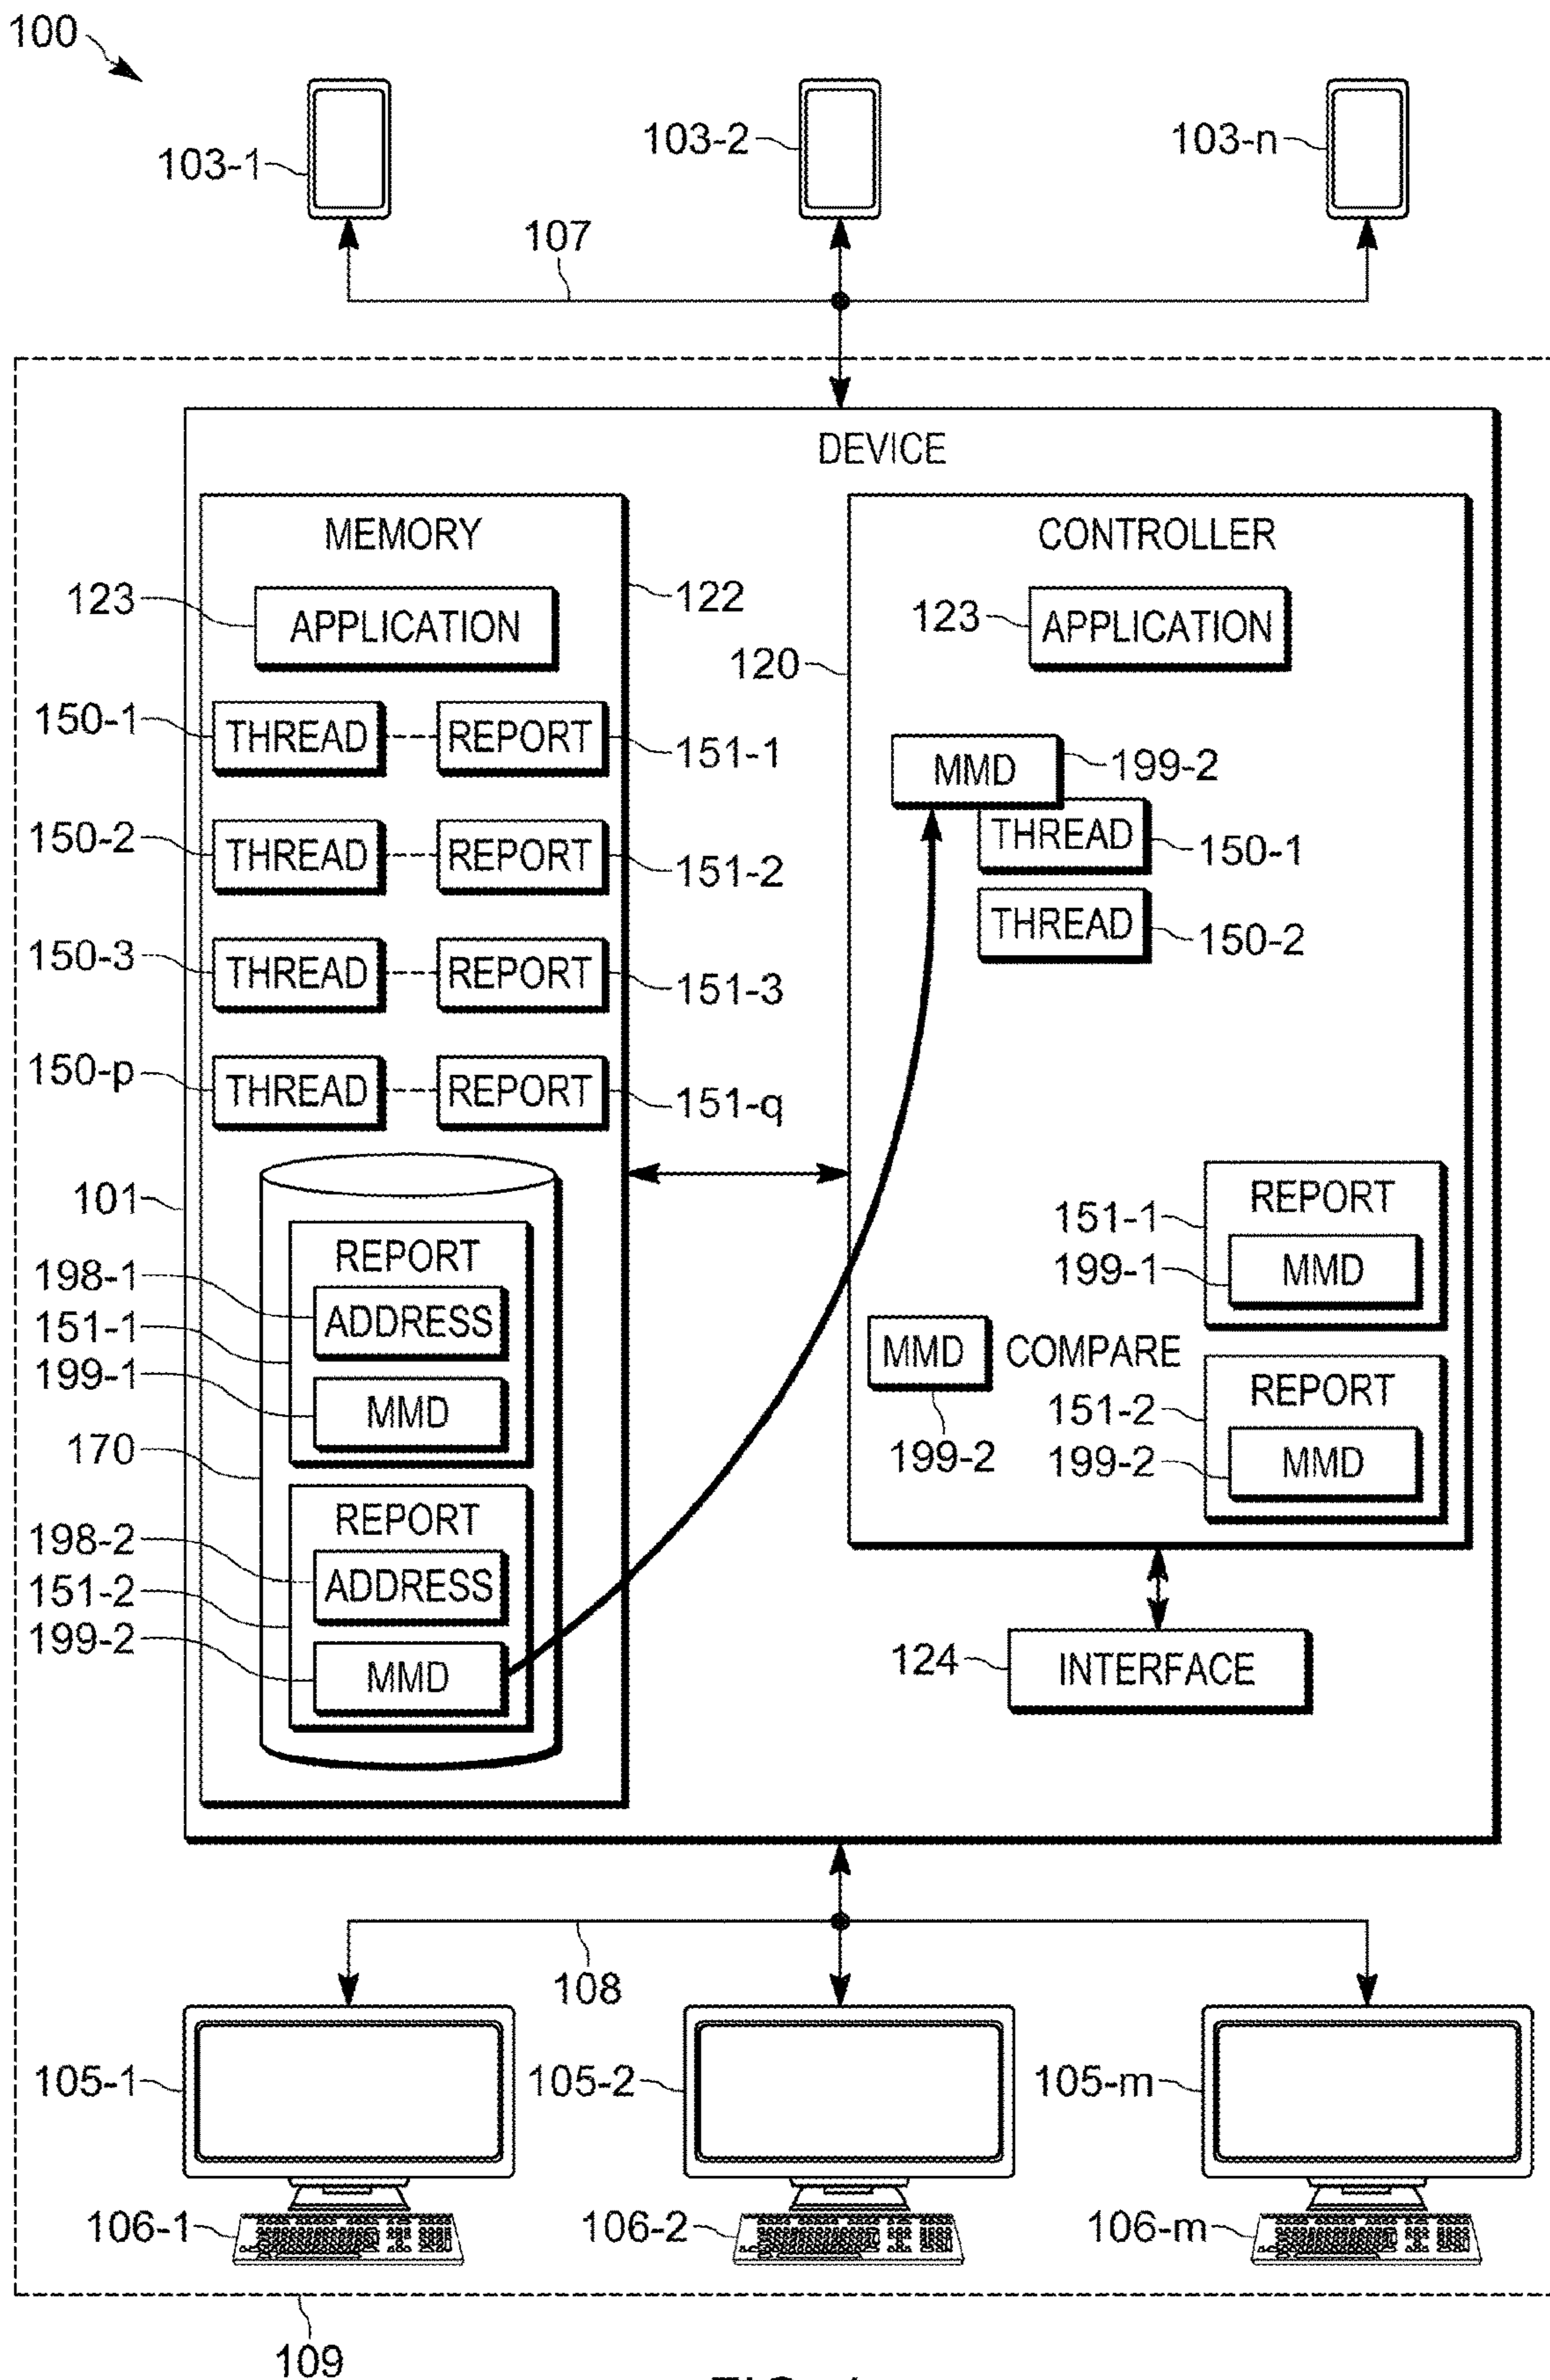 100
103-1
103-2
103-n
107
DEVICE
MEMORY
CONTROLLER
123
APPLICATION
122
123
APPLICATION
120
150-1
THREAD
REPORT
151-1
MMD
199-2
150-2
THREAD
REPORT
151-2
THREAD
150-1
THREAD
150-2
150-3
THREAD
REPORT
151-3
150-p
THREAD
REPORT
151-q
101
REPORT
198-1
ADDRESS
151-1
199-1
MMD
170
REPORT
198-2
ADDRESS
151-2
199-2
MMD
REPORT
151-1
199-1
MMD
MMD
COMPARE
199-2
REPORT
151-2
199-2
MMD
124
INTERFACE
108
105-1
105-2
105-m
106-1
106-2
106-m
109